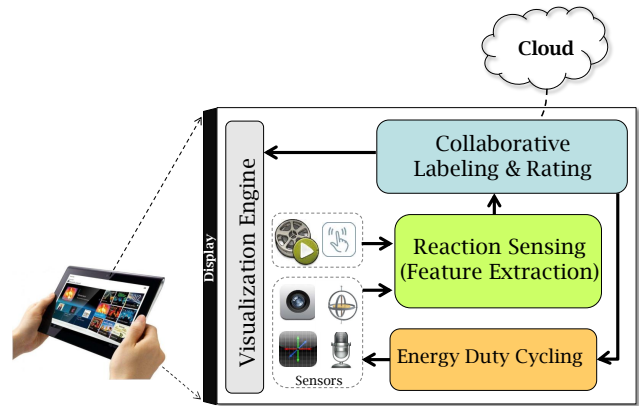 Cloud
Collaborative
Labeling & Rating
Visualization Engine
Display
Reaction Sensing
(Feature Extraction)
Energy Duty Cycling
Sensors